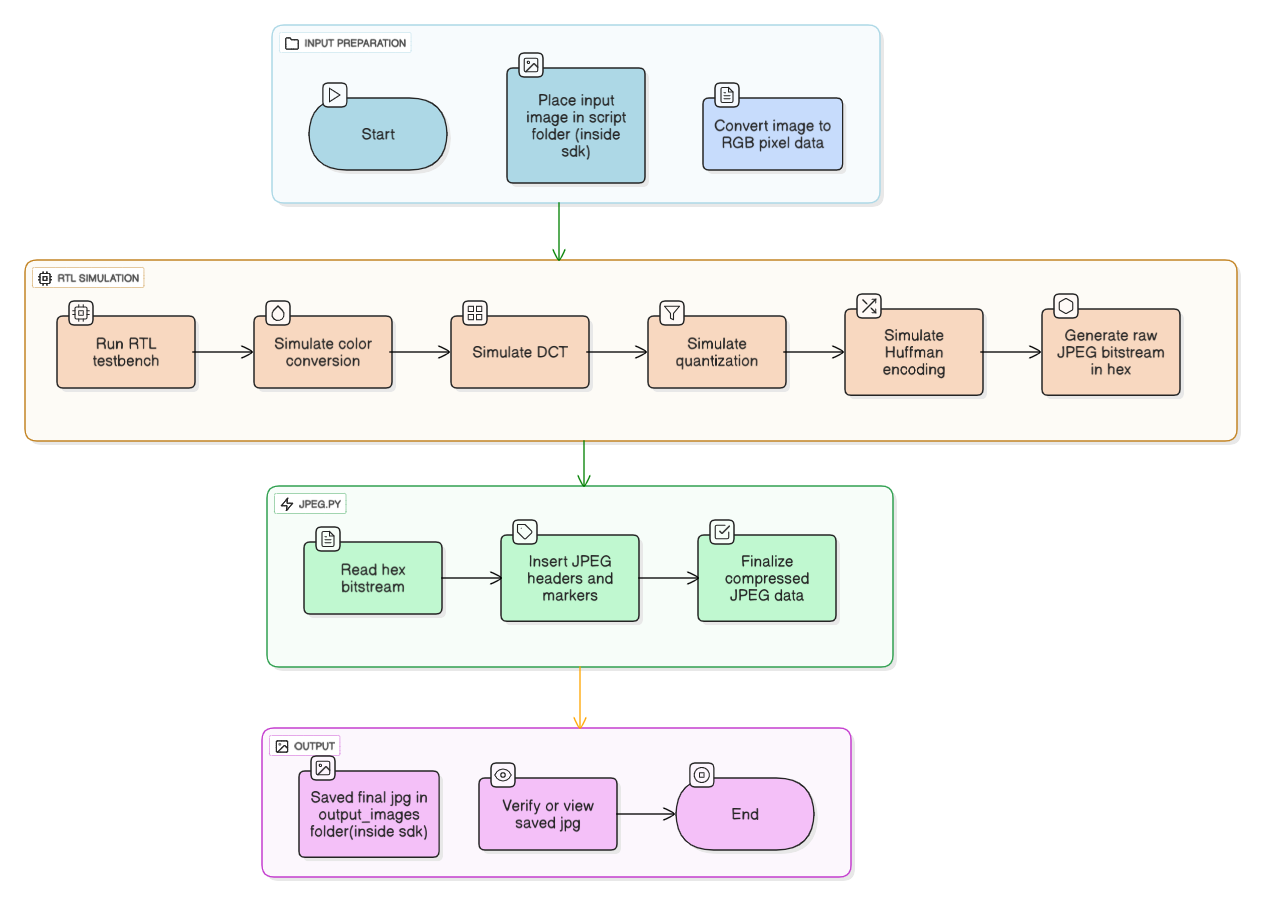 INPUT PREPARATION
Start
Place input
image in script
folder (inside
sdk)
Convert image to
RGB pixel data
RTL SIMULATION
Run RTL
testbench
Simulate color
conversion
Simulate DCT
Simulate
quantization
Simulate
Huffman
encoding
Generate raw
JPEG bitstream
in hex
JPEG.PY
Read hex
bitstream
Insert JPEG
headers and
markers
Finalize
compressed
JPEG data
OUTPUT
Saved final jpg in
output_images
folder(inside sdk)
Verify or view
saved jpg
End